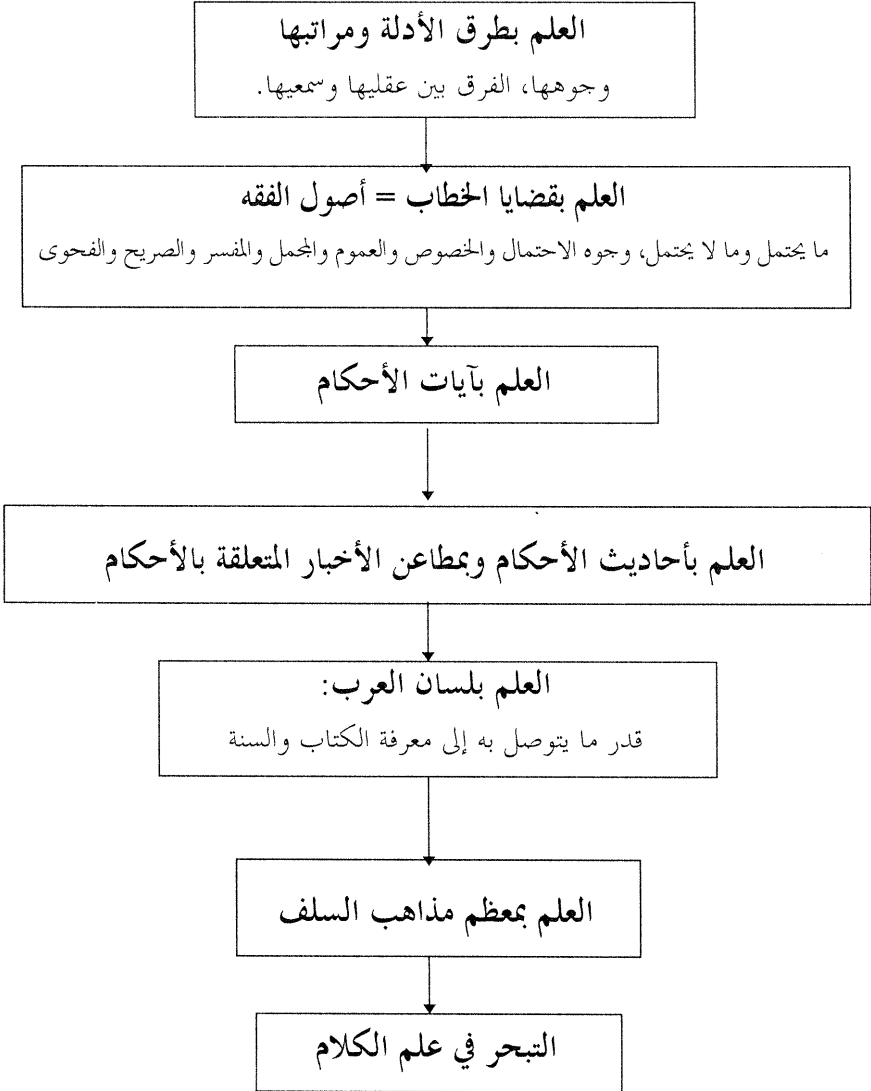 العلم بطرق الأدلة ومراتبها
وجوهها، الفرق بين عقليها وسمعيها.
العلم بقضايا الخطاب = أصول الفقه
ما يحتمل وما لا يحتمل، وجوه الاحتمال والخصوص والعموم والمجمل والمفسر والصريح والفحوى
العلم بآيات الأحكام
العلم بأحاديث الأحكام وبمطاعن الأخبار المتعلقة بالأحكام
العلم بلسان العرب:
قدر ما يتوصل به إلى معرفة الكتاب والسنة
العلم بمعظم مذاهب السلف
التبحر في علم الكلام